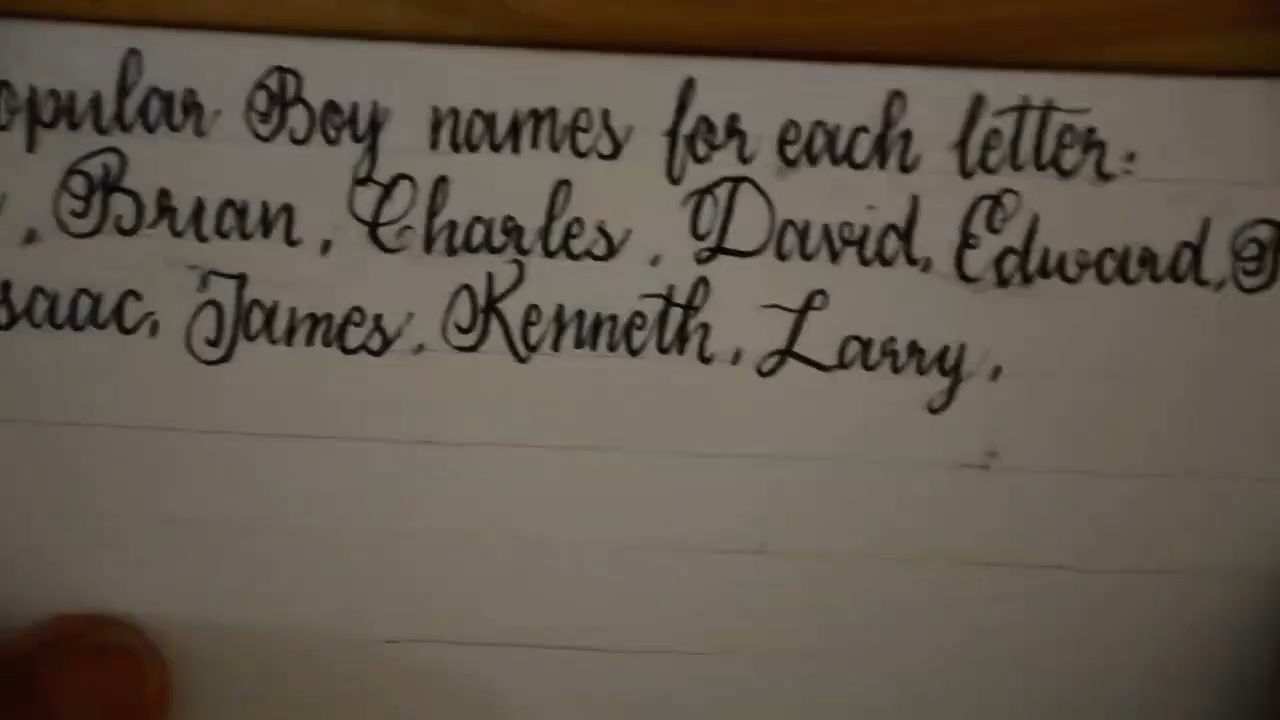 opular Boy names for each letter:
, Brian, Charles, David, Edward,
saac, James, Kenneth, Larry,